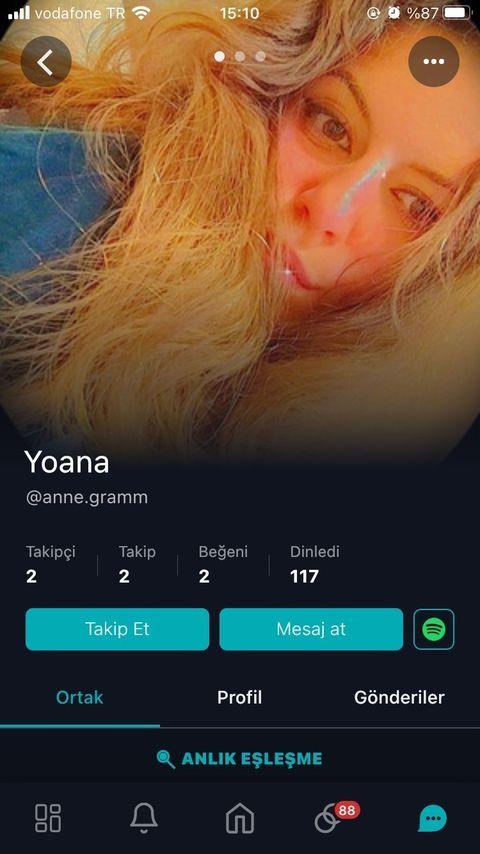 vodafone TR 15:10 %87
Yoana
@anne.gramm
Takipçi Takip Beğeni Dinledi
2 2 2 117
Takip Et Mesaj at
Ortak Profil Gönderiler
ANLIK EŞLEŞME
88